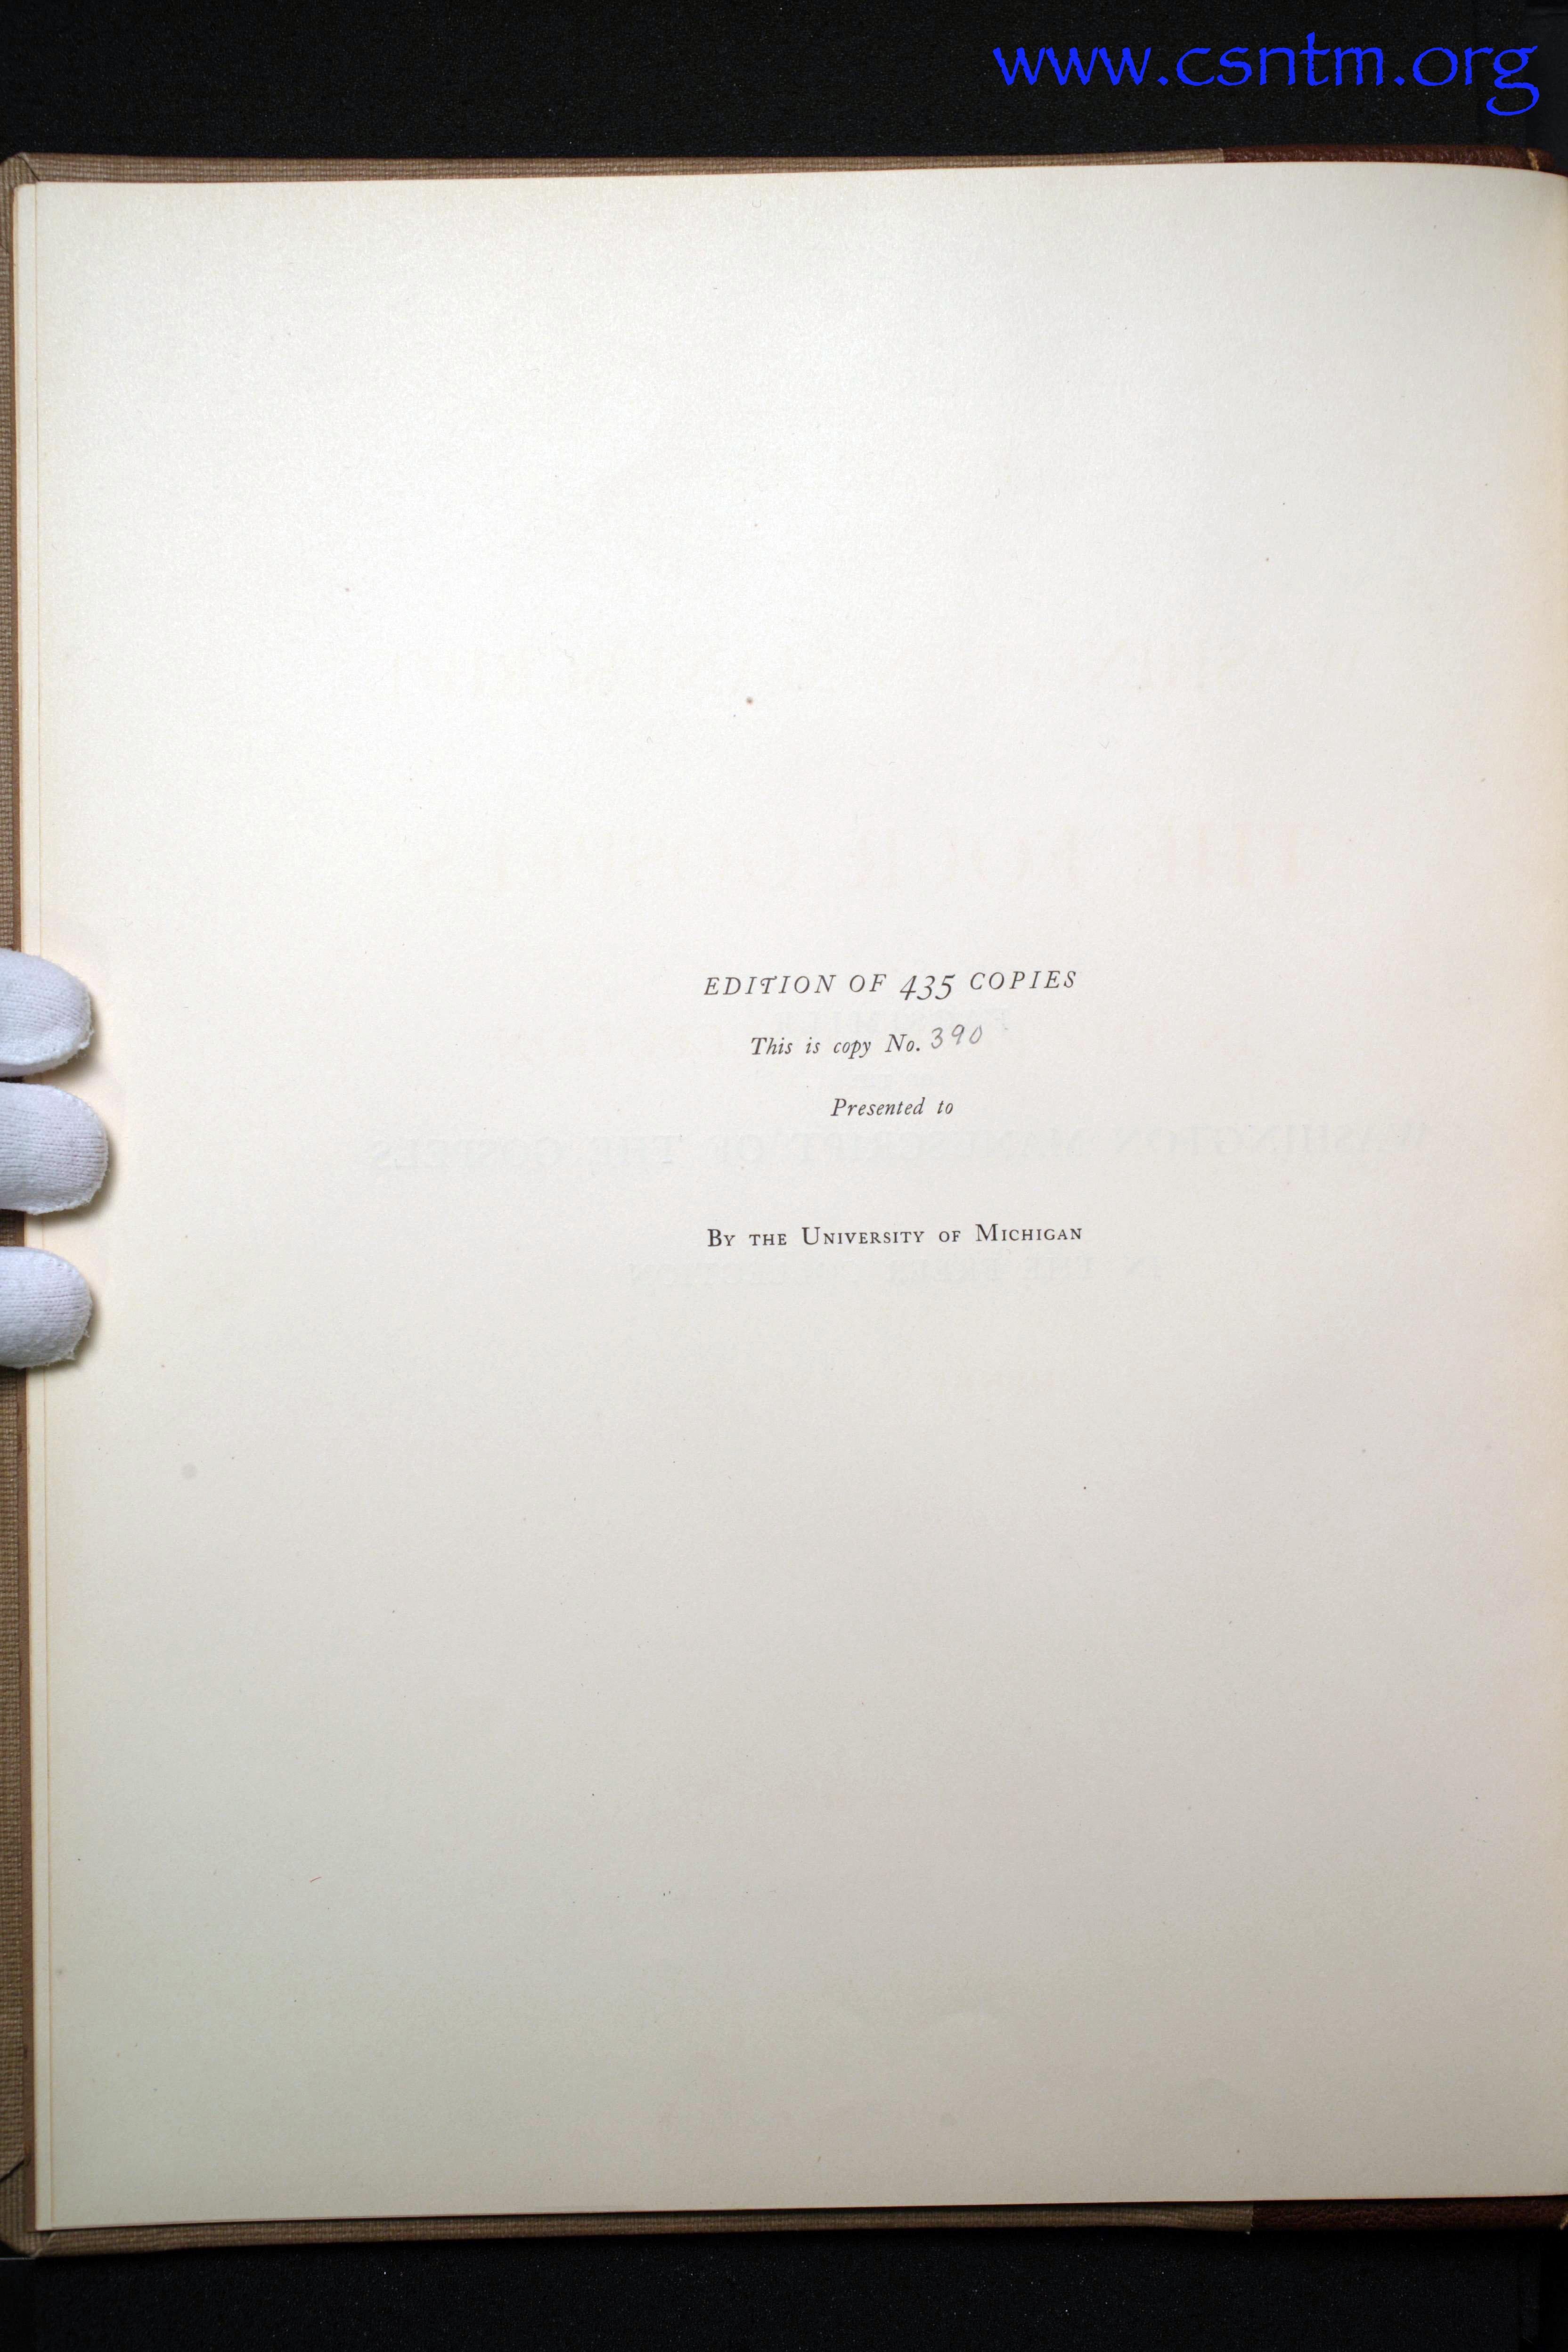 www.csntm.org
EDITION OF 435 COPIES
This is copy No. 390
Presented to
BY THE UNIVERSITY OF MICHIGAN